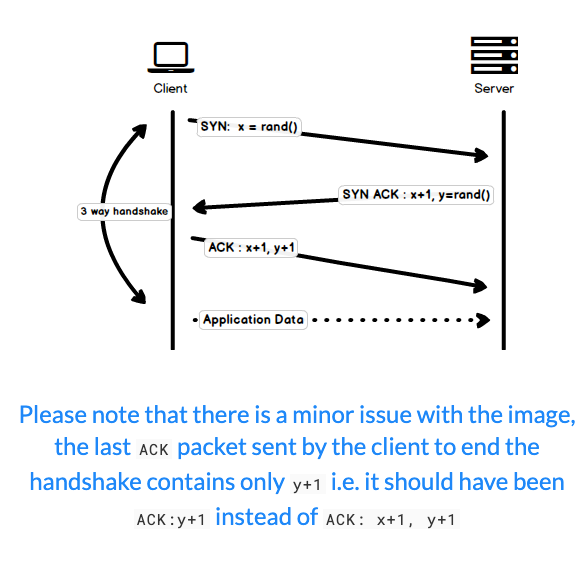 Client
Server
SYN: x = rand()
SYN ACK : x+1, y=rand()
3 way handshake
ACK : x+1, y+1
Application Data
Please note that there is a minor issue with the image,
the last ACK packet sent by the client to end the
handshake contains only y+1 i.e. it should have been
ACK:y+1 instead of ACK: x+1, y+1